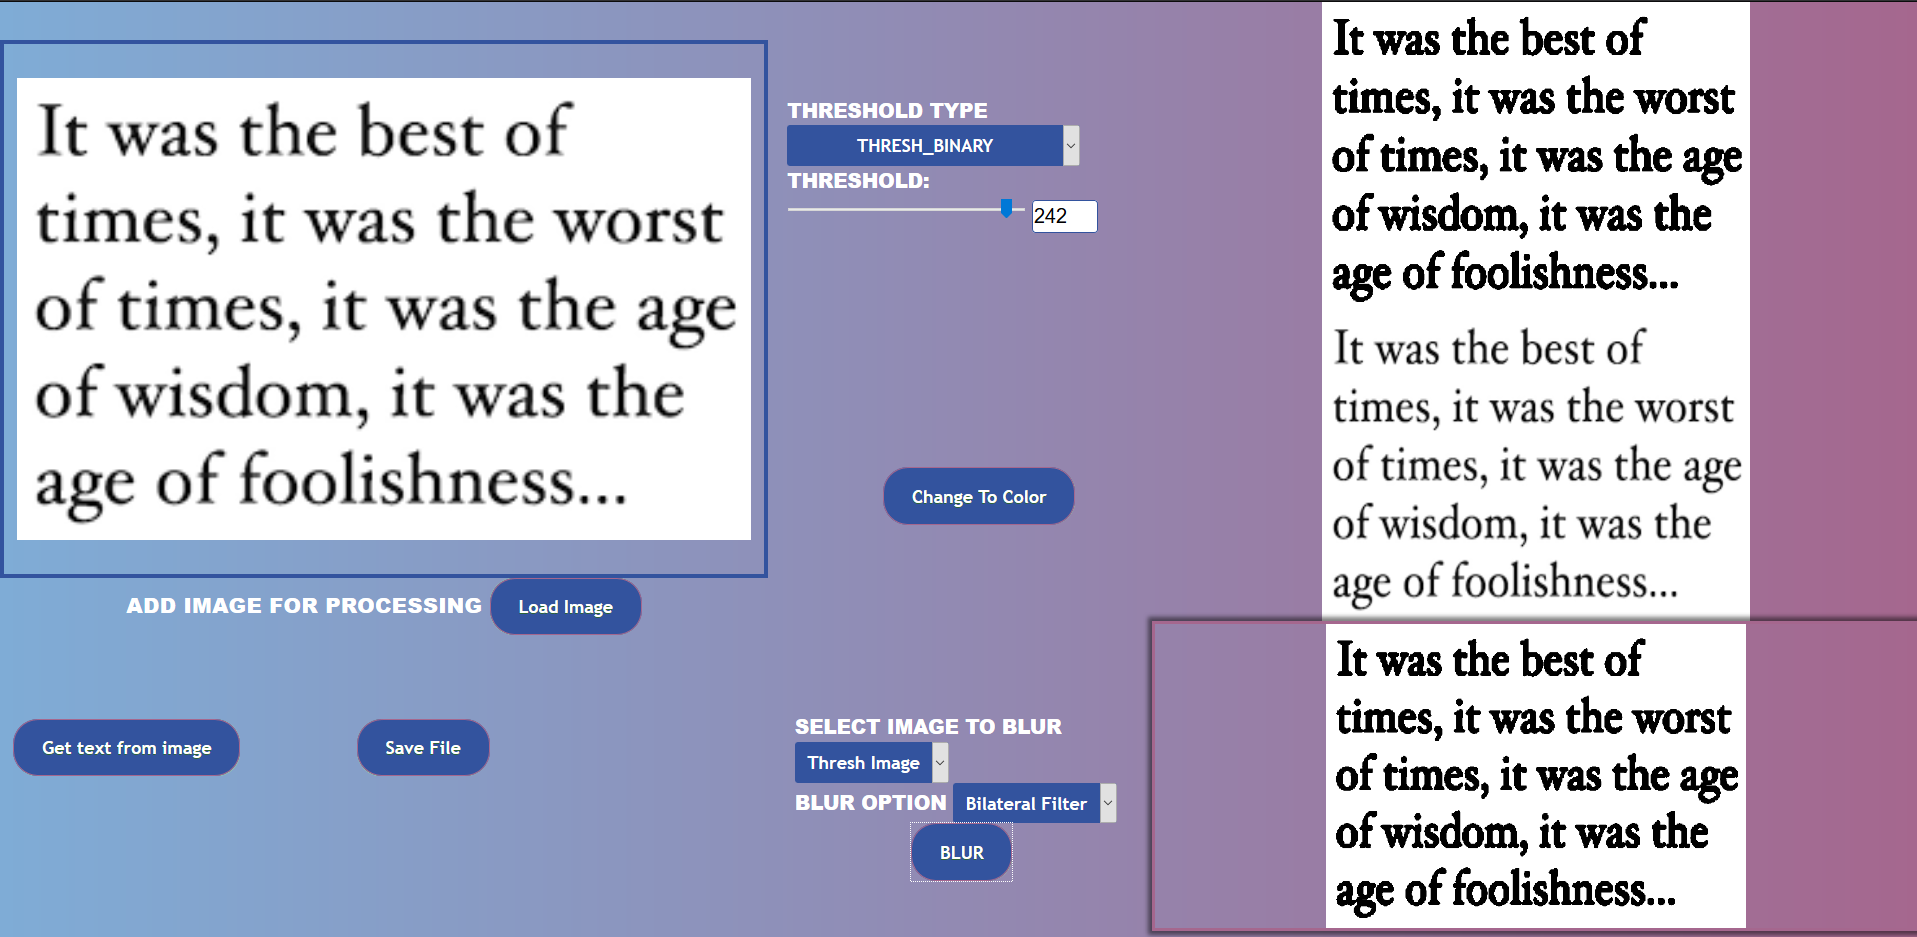 It was the best of
times, it was the worst
of times, it was the age
of wisdom, it was the
age of foolishness...
ADD IMAGE FOR PROCESSING
Load Image
Get text from image
Save File
THRESHOLD TYPE
THRESH_BINARY
THRESHOLD:
242
Change To Color
SELECT IMAGE TO BLUR
Thresh Image
BLUR OPTION
Bilateral Filter
BLUR
It was the best of
times, it was the worst
of times, it was the age
of wisdom, it was the
age of foolishness...
It was the best of
times, it was the worst
of times, it was the age
of wisdom, it was the
age of foolishness...
It was the best of
times, it was the worst
of times, it was the age
of wisdom, it was the
age of foolishness...